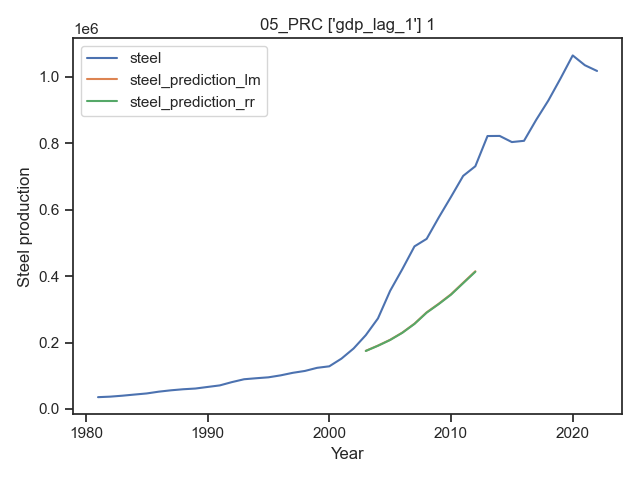 05_PRC ['gdp_lag_1'] 1
1e6
steel
steel_prediction_lm
steel_prediction_rr
1.0
0.8
0.6
0.4
0.2
0.0
Steel production
1980
1990
2000
2010
2020
Year